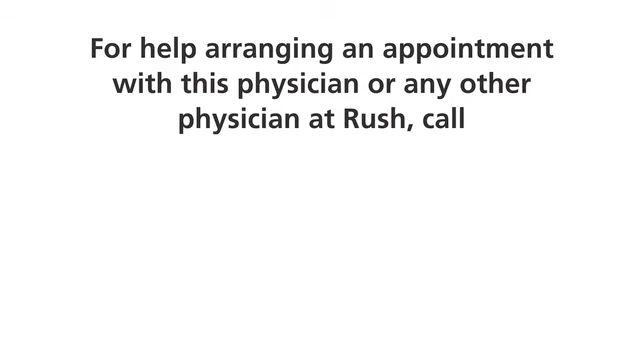 For help arranging an appointment
with this physician or any other
physician at Rush, call